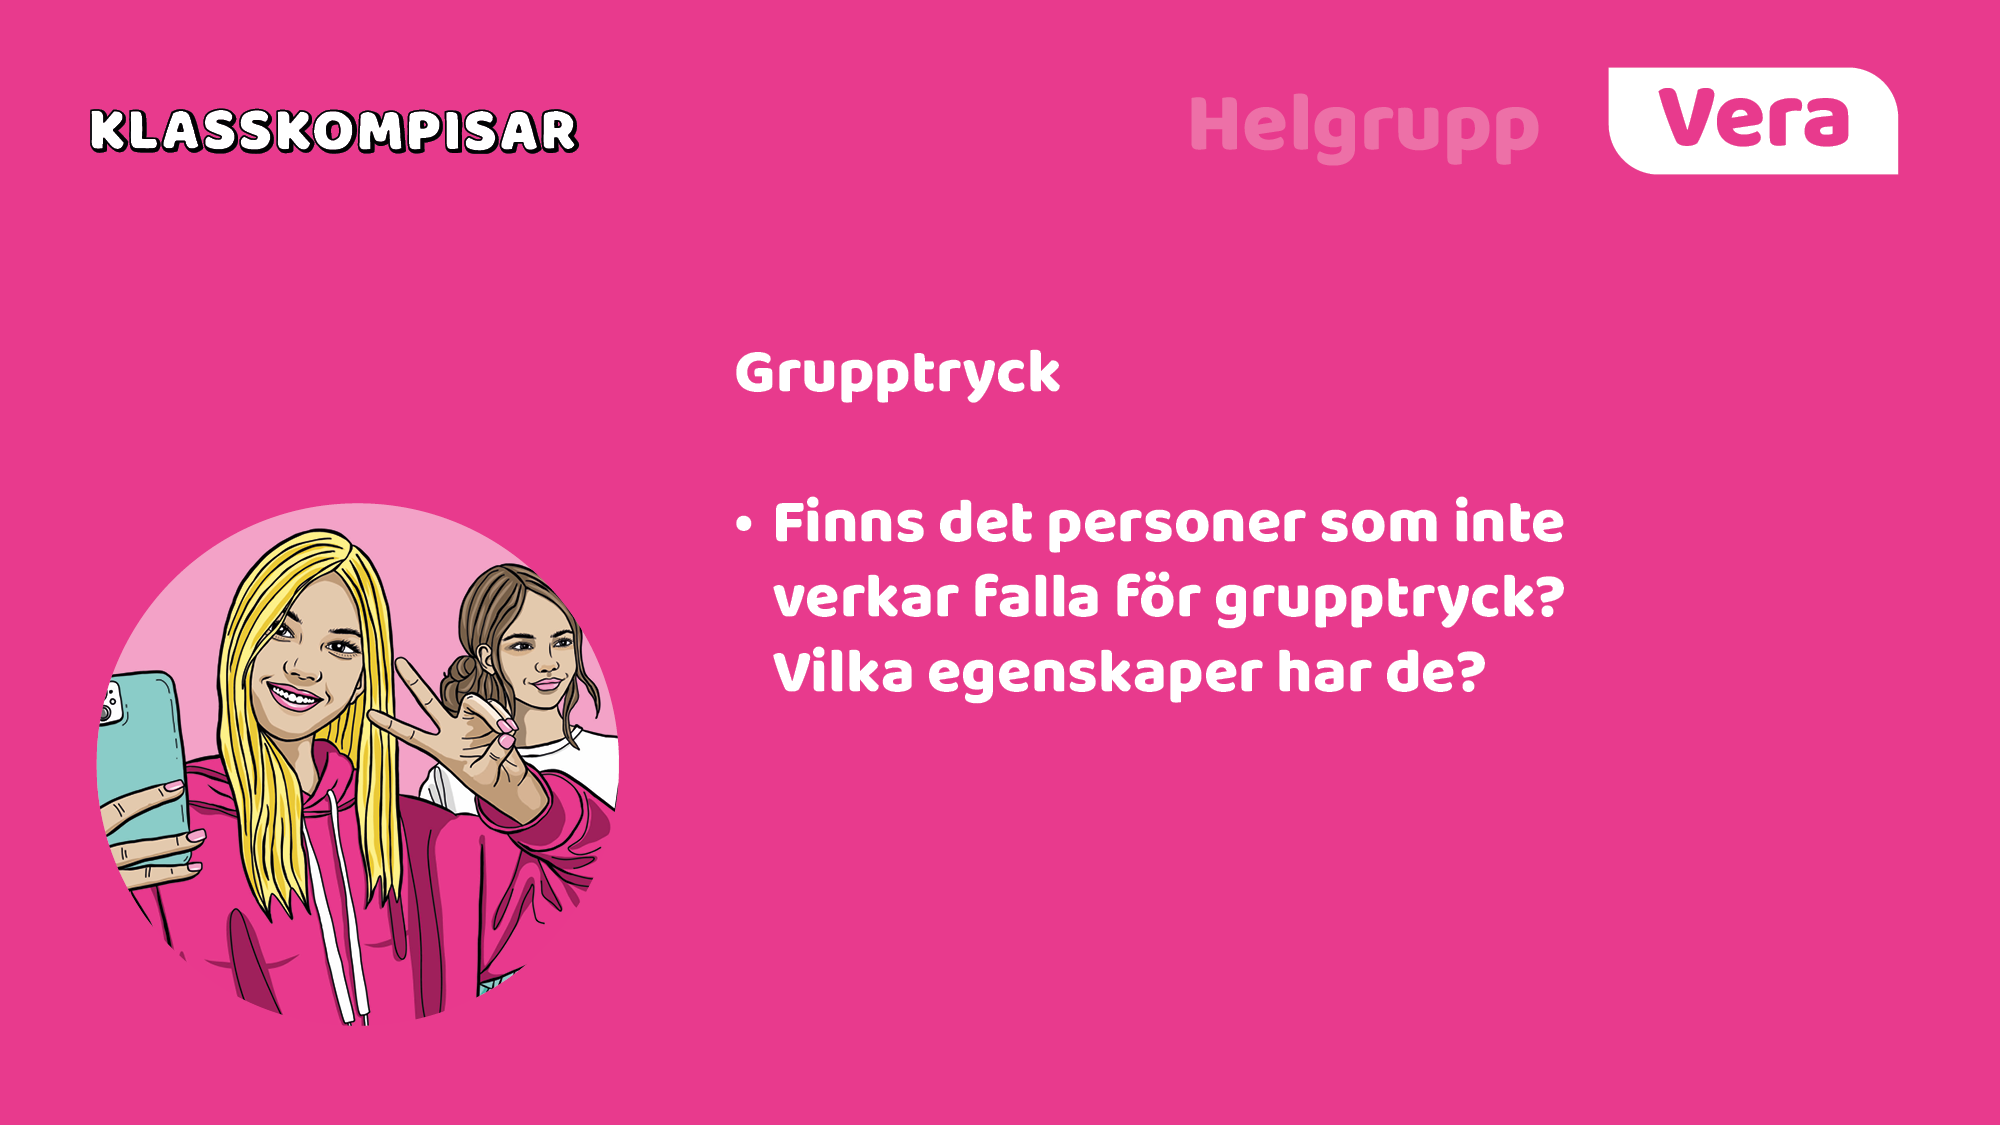 KLASSKOMPISAR
Helgrupp
Vera
Grupptryck
• Finns det personer som inte
verkar falla för grupptryck?
Vilka egenskaper har de?